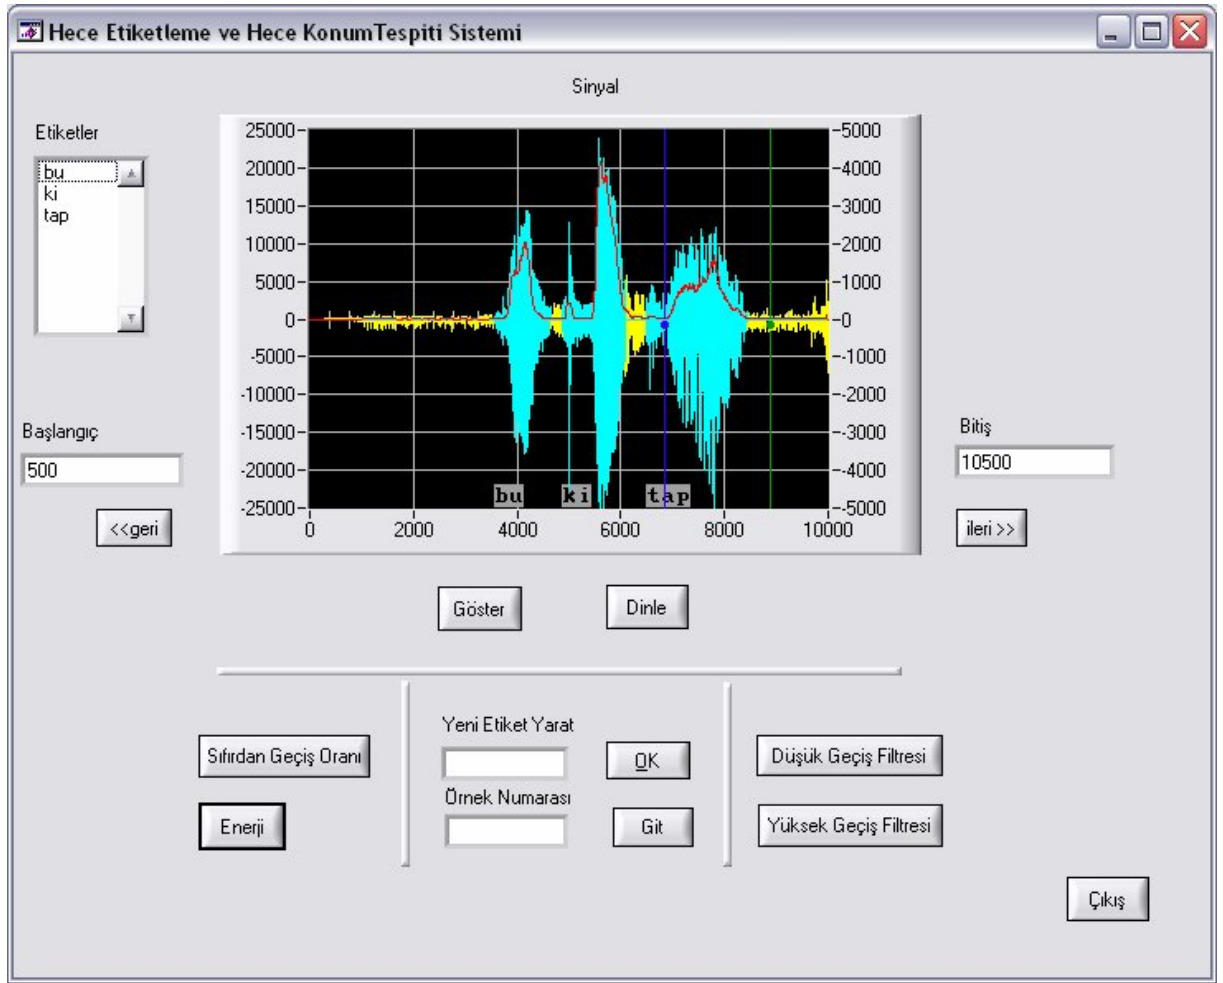 Hece Etiketleme ve Hece KonumTespiti Sistemi
Sinyal
Etiketler
bu
ki
tap
25000
20000
15000
10000
5000
0
-5000
-10000
-15000
-20000
-25000
5000
4000
3000
2000
1000
0
-1000
-2000
-3000
-4000
-5000
bu ki tap
0 2000 4000 6000 8000 10000
Başlangıç
500
<<geri
Bitiş
10500
ileri >>
Göster Dinle
Sıfırdan Geçiş Oranı
Enerji
Yeni Etiket Yarat
OK
Örnek Numarası
Git
Düşük Geçiş Filtresi
Yüksek Geçiş Filtresi
Çıkış